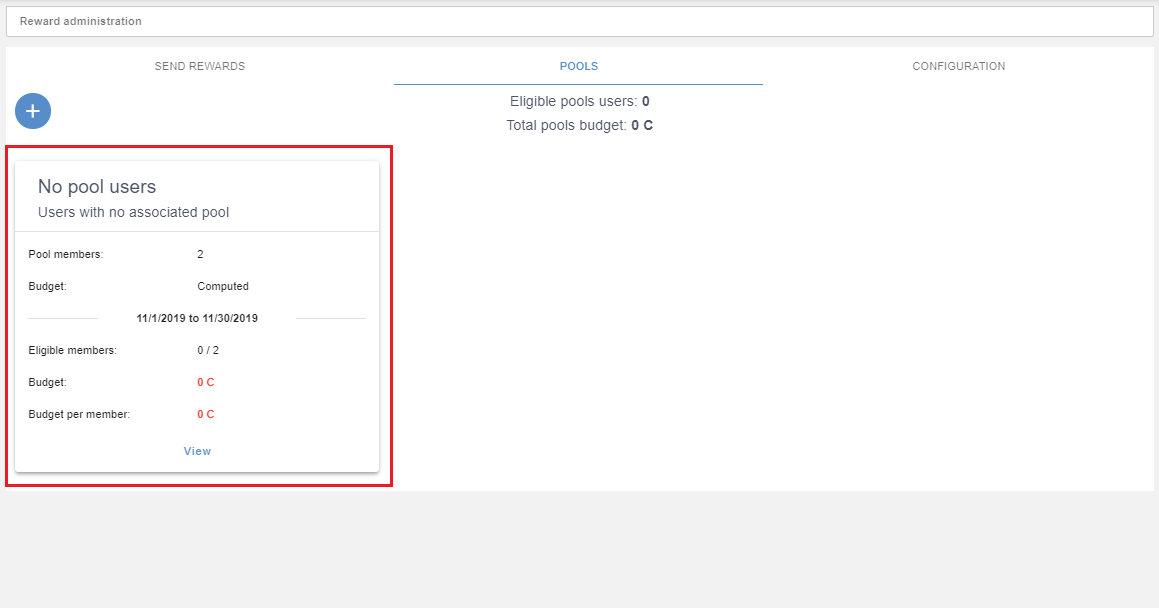 Reward administration
SEND REWARDS
POOLS
CONFIGURATION
+
Eligible pools users: 0
Total pools budget: 0 C
No pool users
Users with no associated pool
Pool members: 2
Budget: Computed
11/1/2019 to 11/30/2019
Eligible members: 0 / 2
Budget: 0 C
Budget per member: 0 C
View